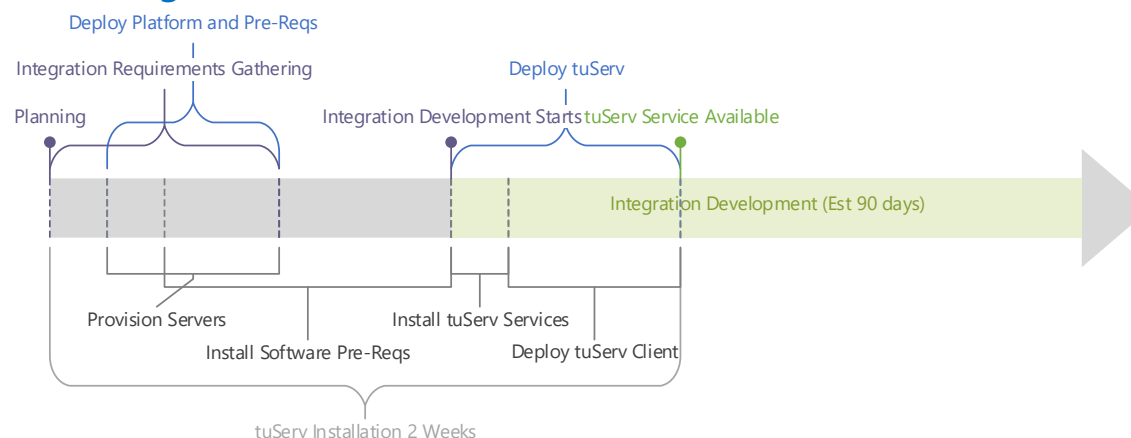 Deploy Platform and Pre-Reqs
Integration Requirements Gathering
Deploy tuServ
Planning
Integration Development Starts
tuServ Service Available
Integration Development (Est 90 days)
Provision Servers
Install tuServ Services
Install Software Pre-Reqs
Deploy tuServ Client
tuServ Installation 2 Weeks